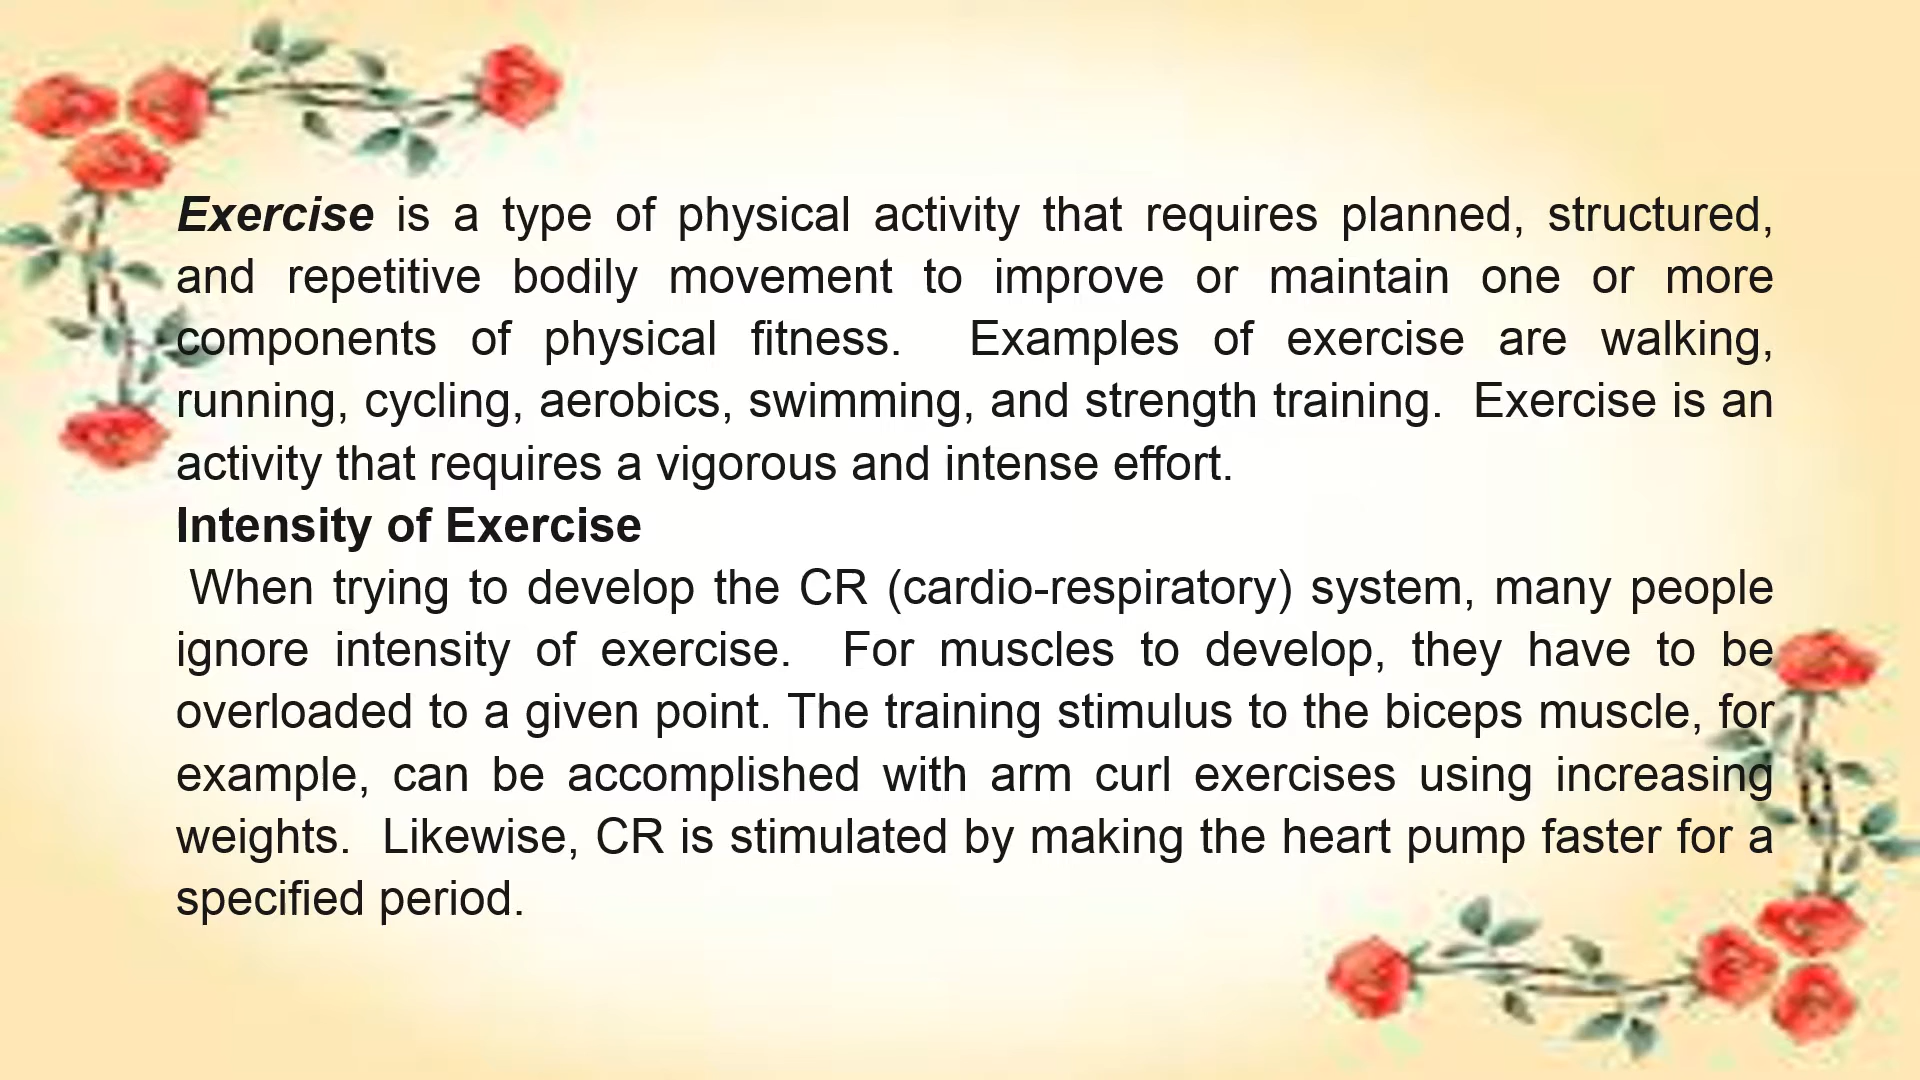 Exercise is a type of physical activity that requires planned, structured,
and repetitive bodily movement to improve or maintain one or more
components of physical fitness.  Examples of exercise are walking,
running, cycling, aerobics, swimming, and strength training.  Exercise is an
activity that requires a vigorous and intense effort.
Intensity of Exercise
When trying to develop the CR (cardio-respiratory) system, many people
ignore intensity of exercise.  For muscles to develop, they have to be
overloaded to a given point. The training stimulus to the biceps muscle, for
example, can be accomplished with arm curl exercises using increasing
weights.  Likewise, CR is stimulated by making the heart pump faster for a
specified period.